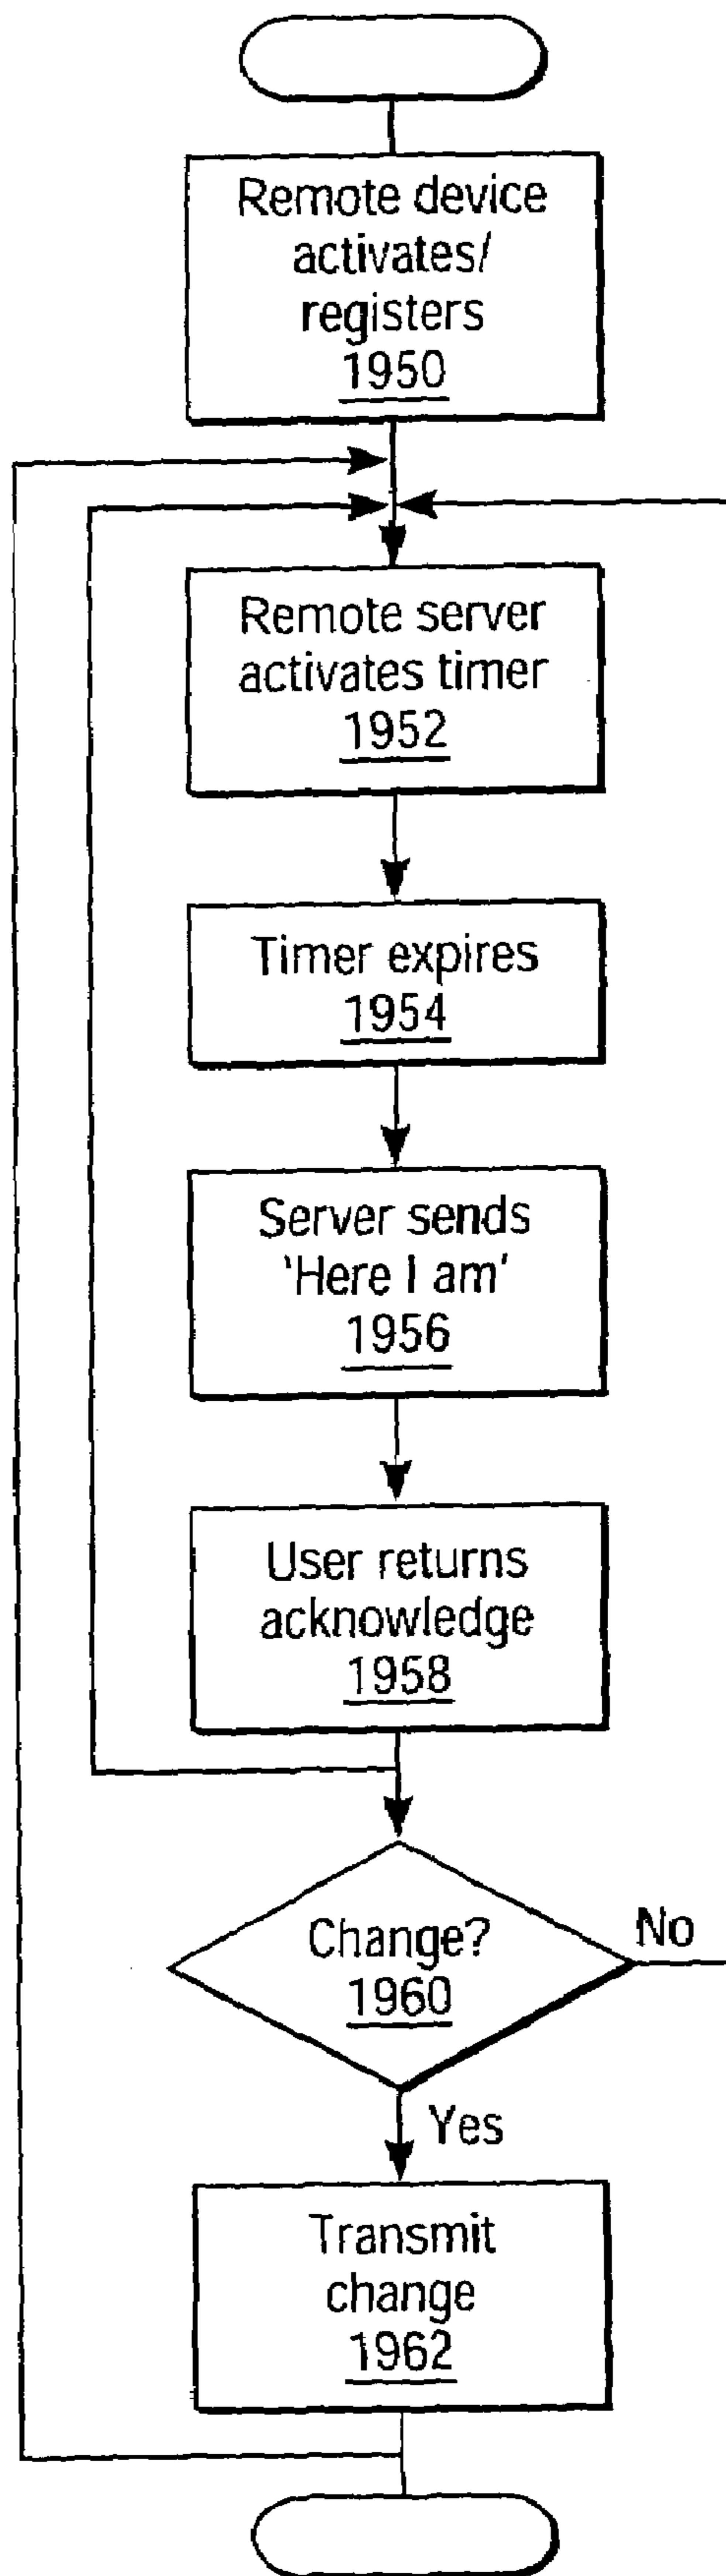 Remote device
activates/
registers
1950
Remote server
activates timer
1952
Timer expires
1954
Server sends
'Here I am'
1956
User returns
acknowledge
1958
Change?
1960
No
Yes
Transmit
change
1962